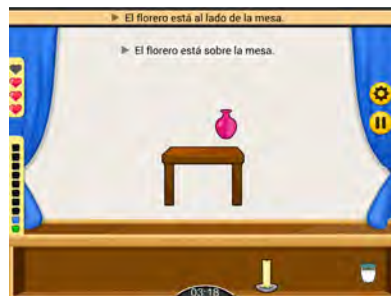 El florero está al lado de la mesa.
El florero está sobre la mesa.
03:18